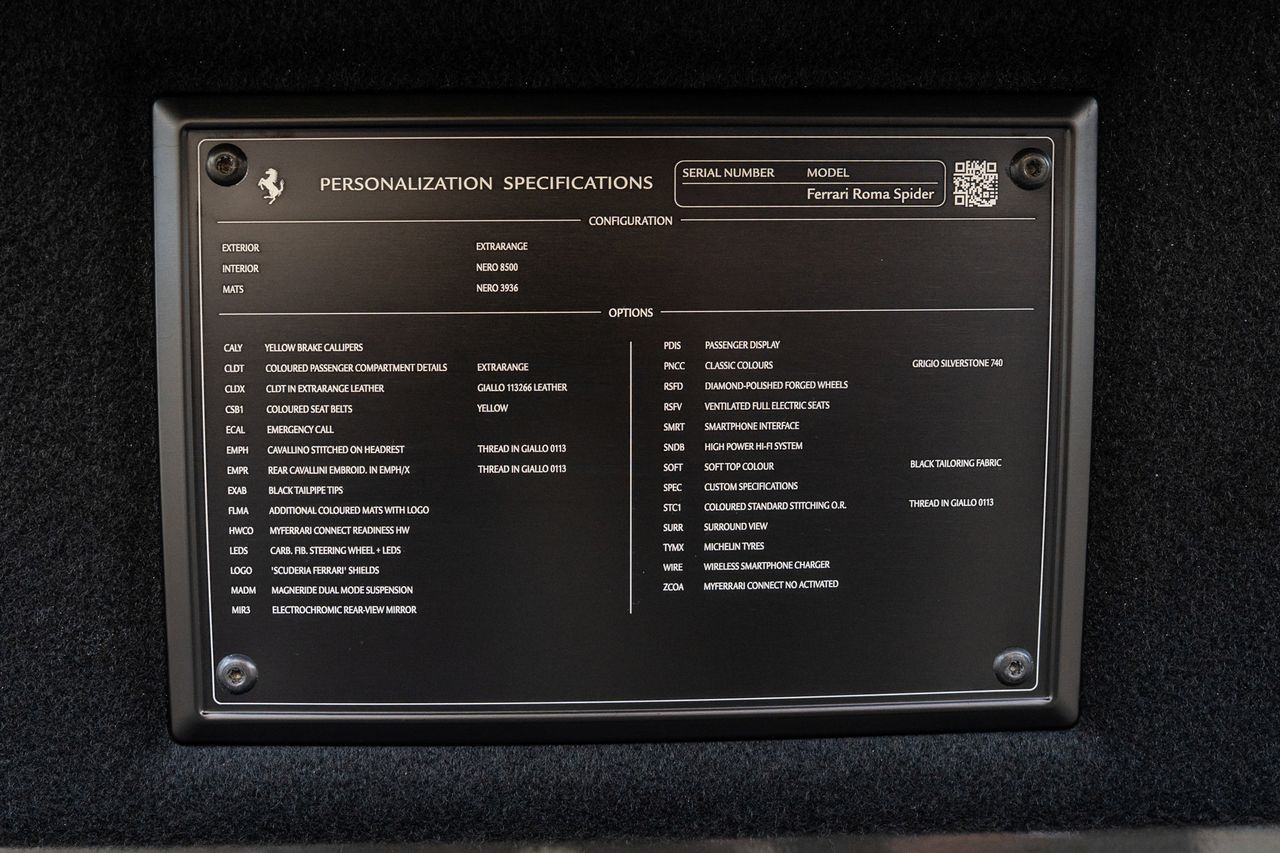 PERSONALIZATION SPECIFICATIONS
SERIAL NUMBER MODEL
Ferrari Roma Spider
CONFIGURATION
EXTERIOR EXTRARANGE
INTERIOR NERO 8500
MATS NERO 3936
OPTIONS
CALY YELLOW BRAKE CALLIPERS
CLDT COLOURED PASSENGER COMPARTMENT DETAILS EXTRARANGE
CLDX CLDT IN EXTRARANGE LEATHER GIALLO 113266 LEATHER
CSB1 COLOURED SEAT BELTS YELLOW
ECAL EMERGENCY CALL
EMPH CAVALLINO STITCHED ON HEADREST THREAD IN GIALLO 0113
EMPR REAR CAVALLINI EMBROID. IN EMPH/X THREAD IN GIALLO 0113
EXAB BLACK TAILPIPE TIPS
FLMA ADDITIONAL COLOURED MATS WITH LOGO
HWCO MYFERRARI CONNECT READINESS HW
LEDS CARB. FIB. STEERING WHEEL + LEDS
LOGO 'SCUDERIA FERRARI' SHIELDS
MADM MAGNERIDE DUAL MODE SUSPENSION
MIR3 ELECTROCHROMIC REAR-VIEW MIRROR
PDIS PASSENGER DISPLAY
PNCC CLASSIC COLOURS GRIGIO SILVERSTONE 740
RSFD DIAMOND-POLISHED FORGED WHEELS
RSFV VENTILATED FULL ELECTRIC SEATS
SMRT SMARTPHONE INTERFACE
SNDB HIGH POWER HI-FI SYSTEM
SOFT SOFT TOP COLOUR BLACK TAILORING FABRIC
SPEC CUSTOM SPECIFICATIONS
STC1 COLOURED STANDARD STITCHING O.R. THREAD IN GIALLO 0113
SURR SURROUND VIEW
TYMX MICHELIN TYRES
WIRE WIRELESS SMARTPHONE CHARGER
ZCOA MYFERRARI CONNECT NO ACTIVATED